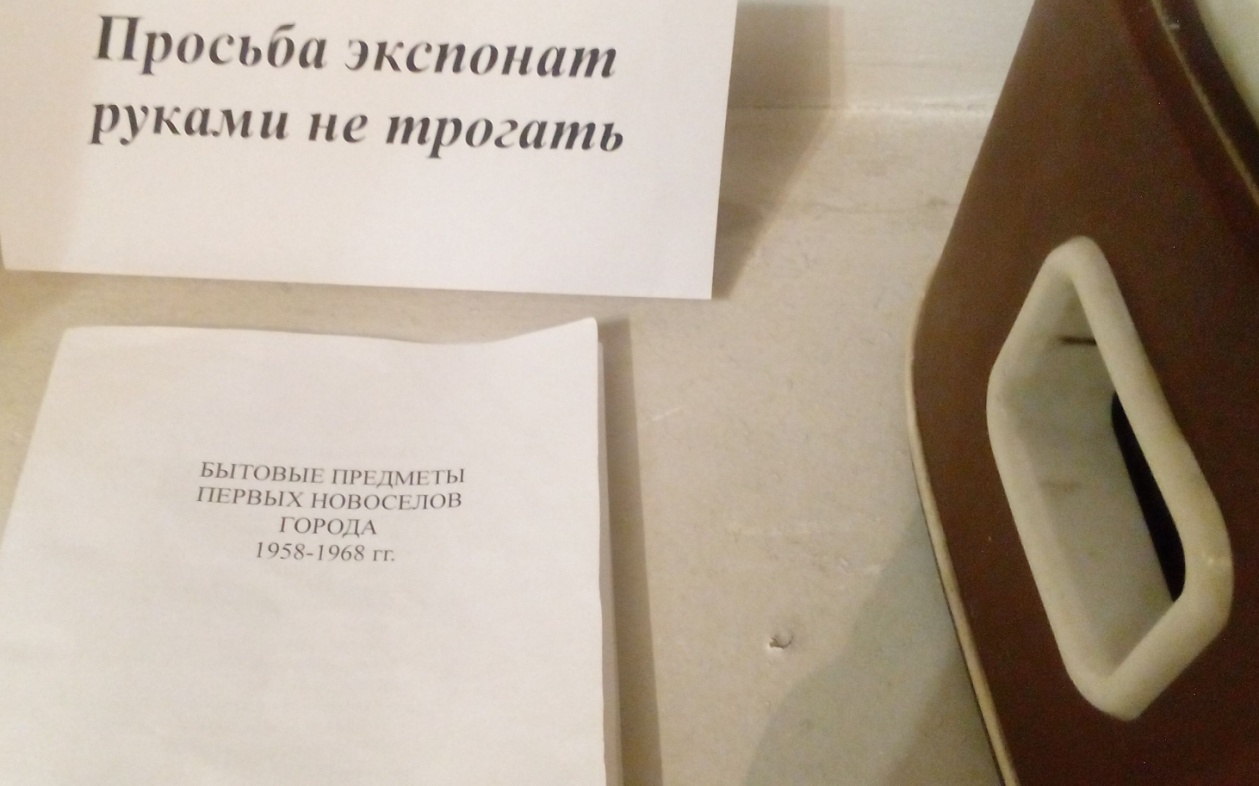 Просьба экспонат
руками не трогать
БЫТОВЫЕ ПРЕДМЕТЫ
ПЕРВЫХ НОВОСЕЛОВ
ГОРОДА
1958-1968 гг.